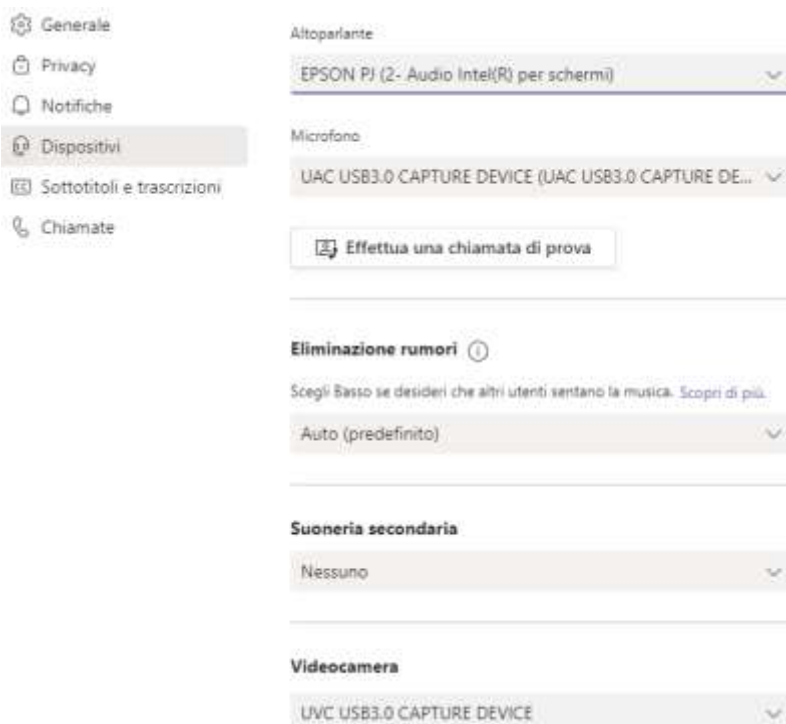 Generale
Privacy
Notifiche
Dispositivi
Sottotitoli e trascrizioni
Chiamate
Altoparlante
EPSON PJ (2- Audio Intel(R) per schermi)
Microfono
UAC USB3.0 CAPTURE DEVICE (UAC USB3.0 CAPTURE DE...
Effettua una chiamata di prova
Eliminazione rumori
Scegli Basso se desideri che altri utenti sentano la musica. Scopri di più.
Auto (predefinito)
Suoneria secondaria
Nessuno
Videocamera
UVC USB3.0 CAPTURE DEVICE